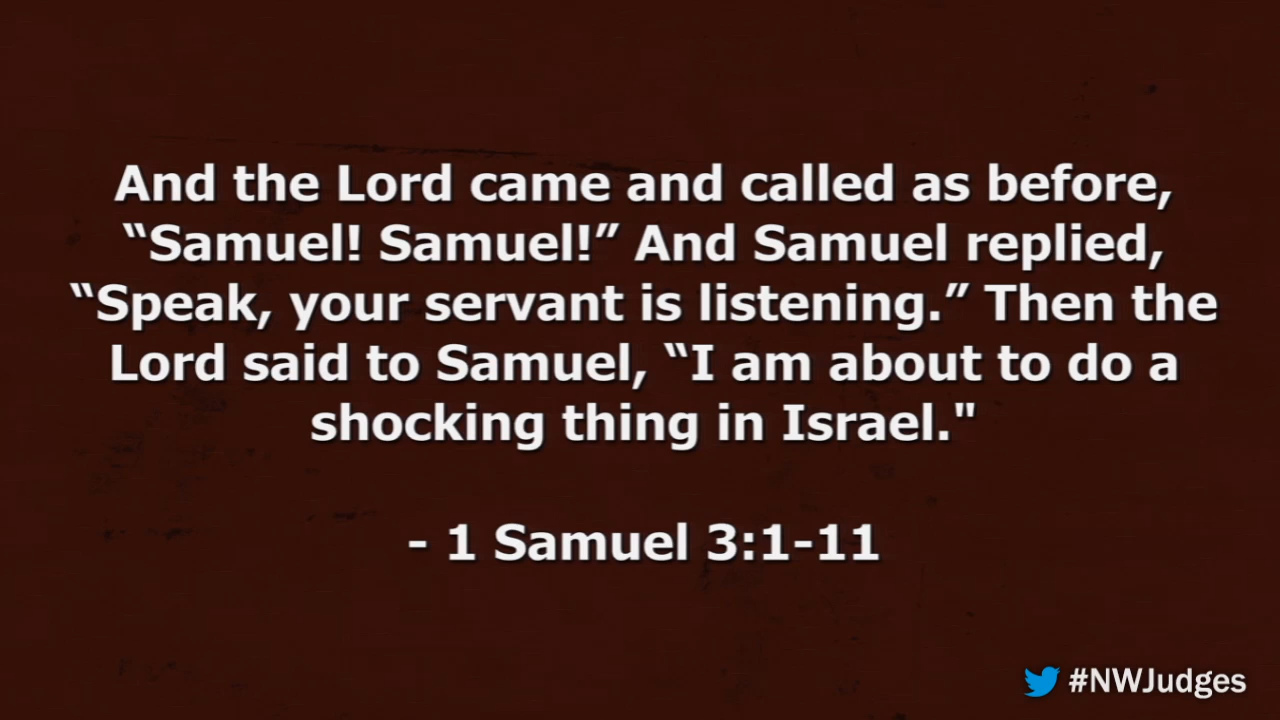 And the Lord came and called as before,
“Samuel! Samuel!” And Samuel replied,
“Speak, your servant is listening.” Then the
Lord said to Samuel, “I am about to do a
shocking thing in Israel."
- 1 Samuel 3:1-11
#NWJudges